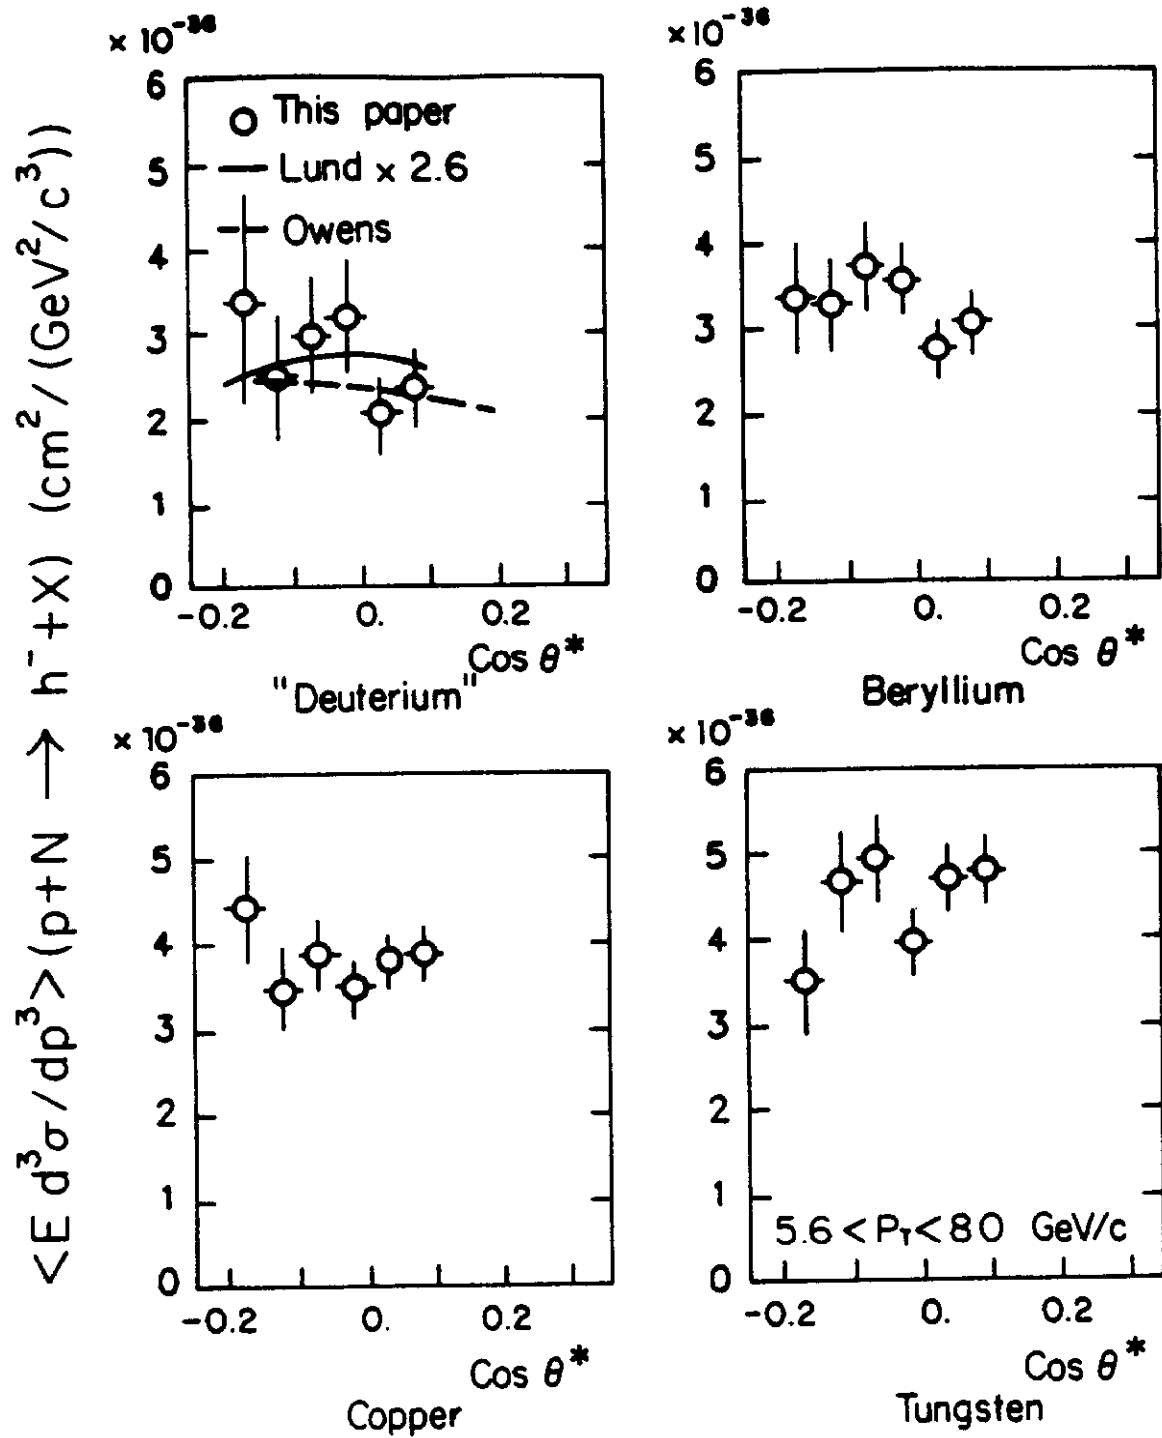 <E d³σ/dp³>(p+N ⟶ h⁻+X) (cm²/(GeV²/c³))
× 10⁻³⁶
6
5
4
3
2
1
0
This paper
Lund × 2.6
Owens
-0.2 0. 0.2
Cos θ*
"Deuterium"
×10⁻³⁶
6
5
4
3
2
1
0
-0.2 0. 0.2
Cos θ*
Beryllium
× 10⁻³⁶
6
5
4
3
2
1
0
-0.2 0. 0.2
Cos θ*
Copper
×10⁻³⁶
6
5
4
3
2
1
0
5.6 <P_T< 80 GeV/c
-0.2 0. 0.2
Cos θ*
Tungsten